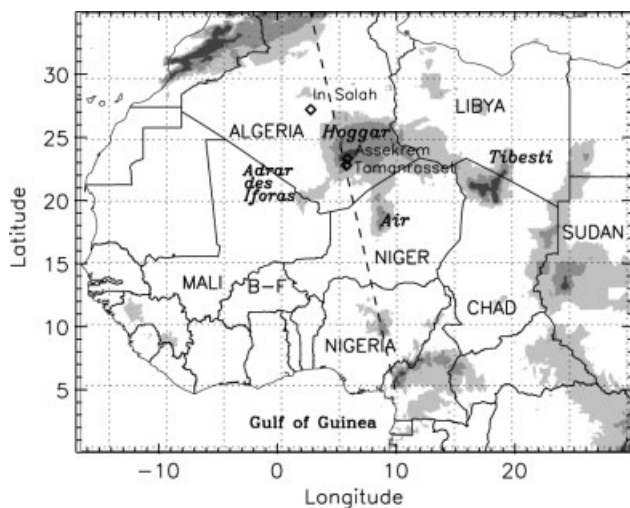 30
25
20
15
10
5
Latitude
In Salah
LIBYA
ALGERIA
Hoggar
Assekrem
Tamanrasset
Tibesti
Adrar
des
Iforas
Air
SUDAN
NIGER
MALI
B-F
CHAD
NIGERIA
Gulf of Guinea
-10
0
10
20
Longitude